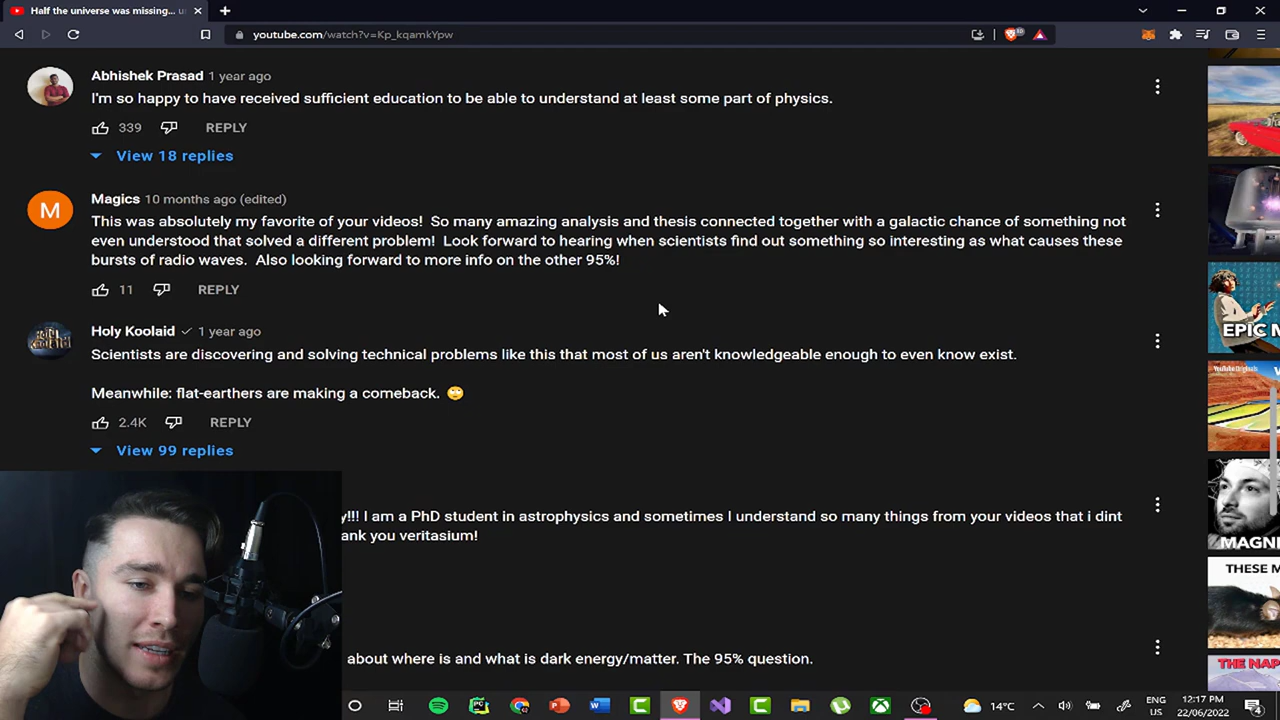 Half the universe was missing... u
youtube.com/watch?v=Kp_kqamkYpw
Abhishek Prasad 1 year ago
I'm so happy to have received sufficient education to be able to understand at least some part of physics.
339 REPLY
View 18 replies
M
Magics 10 months ago (edited)
This was absolutely my favorite of your videos! So many amazing analysis and thesis connected together with a galactic chance of something not
even understood that solved a different problem! Look forward to hearing when scientists find out something so interesting as what causes these
bursts of radio waves. Also looking forward to more info on the other 95%!
11 REPLY
EPIC M
Holy Koolaid 1 year ago
Scientists are discovering and solving technical problems like this that most of us aren't knowledgeable enough to even know exist.
Meanwhile: flat-earthers are making a comeback. 🙄
2.4K REPLY
View 99 replies
y!!! I am a PhD student in astrophysics and sometimes I understand so many things from your videos that i dint
ank you veritasium!
MAGNE
THESE M
about where is and what is dark energy/matter. The 95% question.
THE NAP
14°C
ENG
US
12:17 PM
22/06/2022